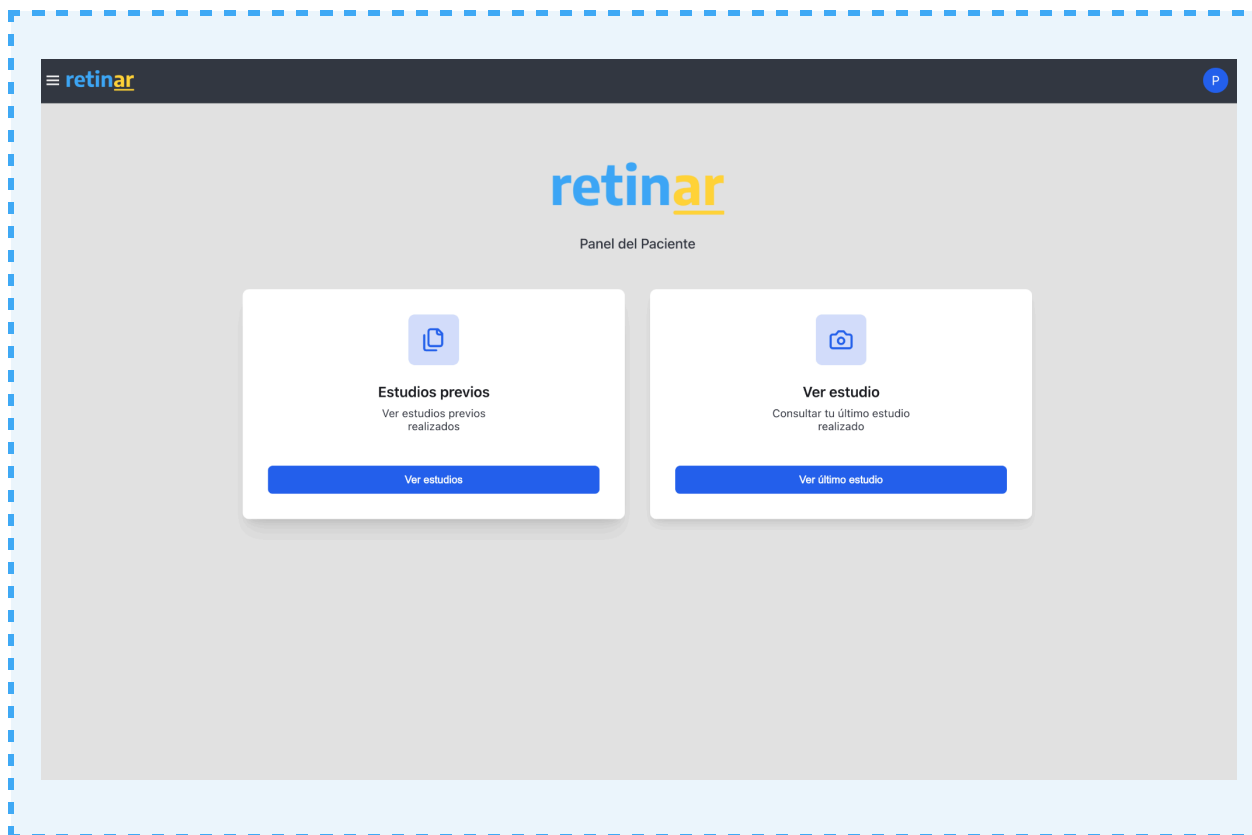 retinar
P
retinar
Panel del Paciente
Estudios previos
Ver estudios previos
realizados
Ver estudios
Ver estudio
Consultar tu último estudio
realizado
Ver último estudio